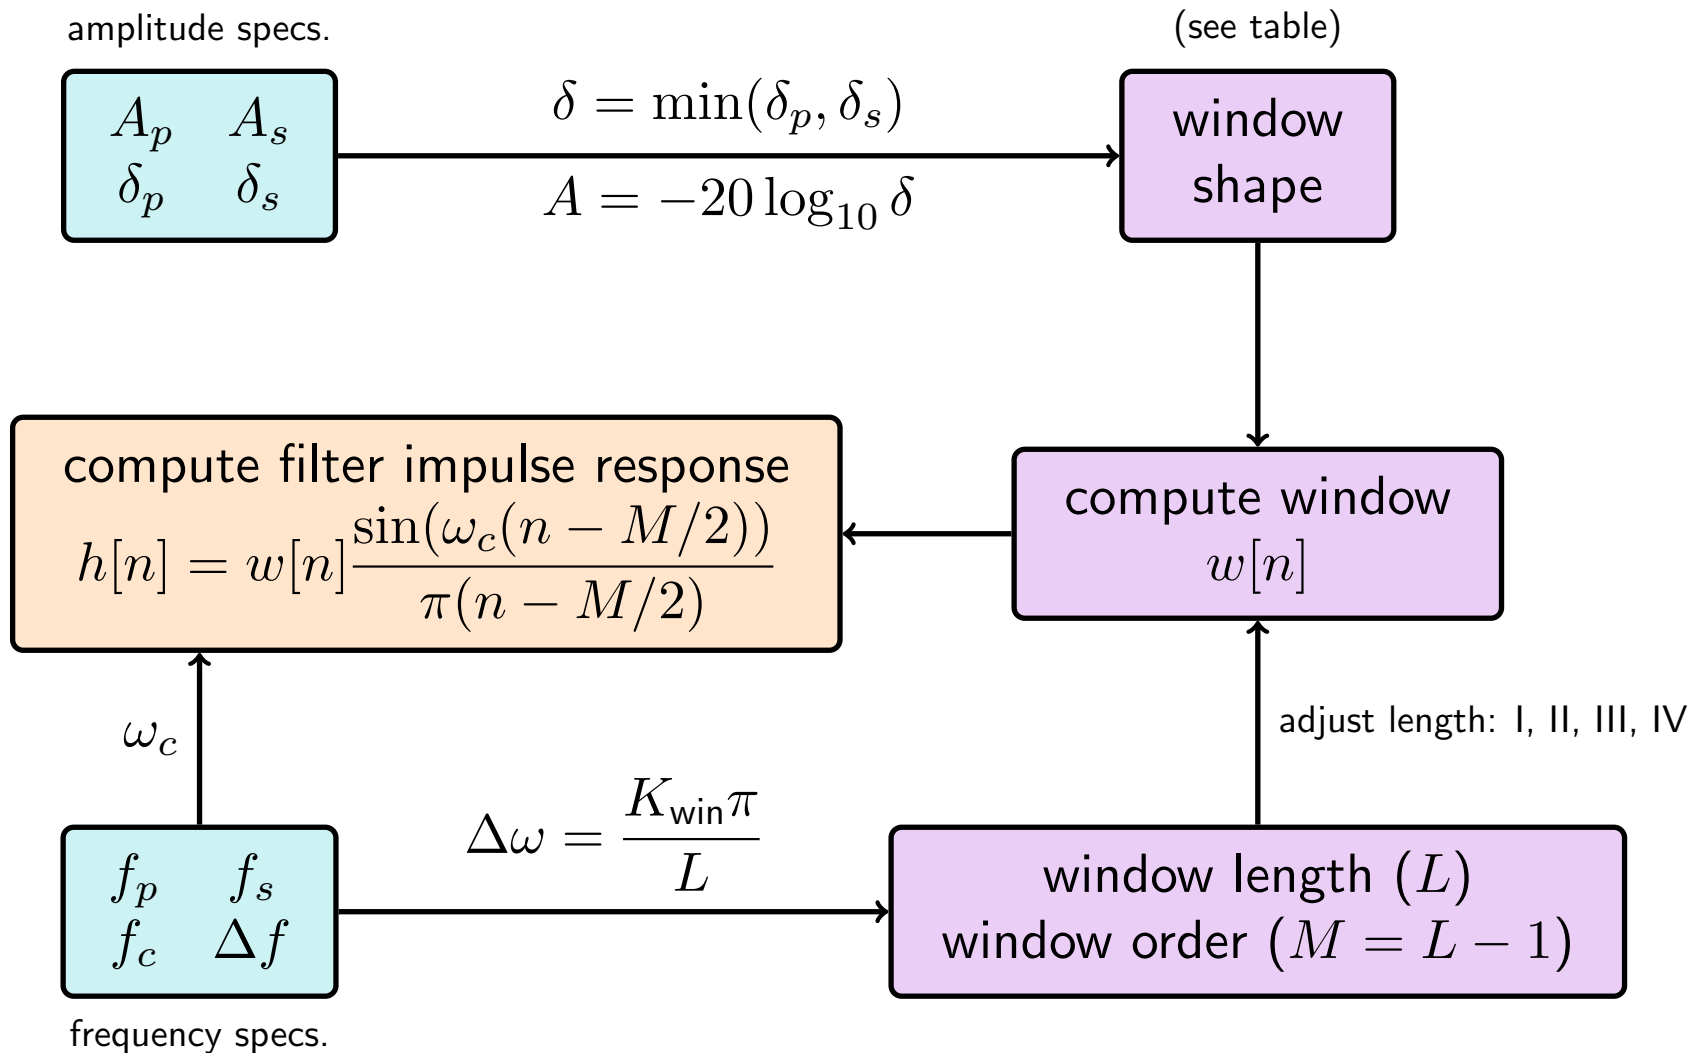 amplitude specs.
A_p A_s
δ_p δ_s
δ = min(δ_p, δ_s)
A = −20 log_10 δ
(see table)
window
shape
compute filter impulse response
h[n] = w[n] sin(ω_c(n − M/2)) / π(n − M/2)
compute window
w[n]
ω_c
adjust length: I, II, III, IV
f_p f_s
f_c Δf
frequency specs.
Δω = K_win π / L
window length (L)
window order (M = L − 1)